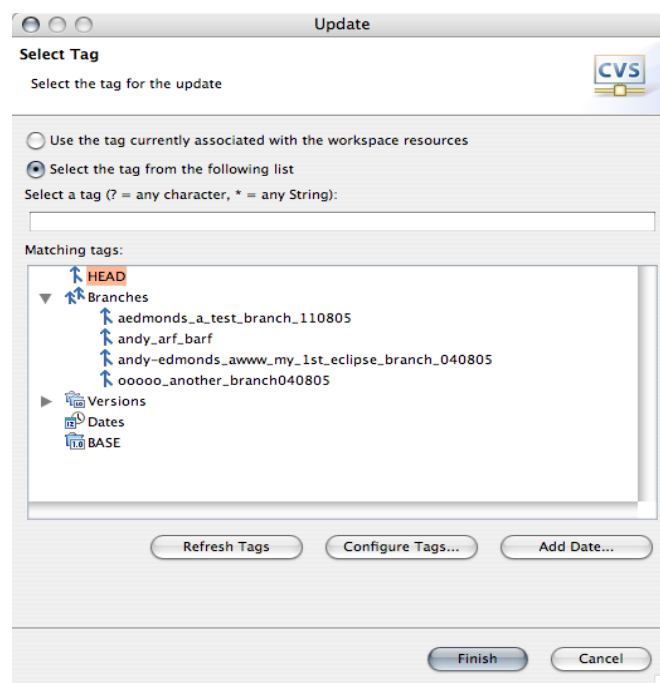 Update
Select Tag
Select the tag for the update
CVS
Use the tag currently associated with the workspace resources
Select the tag from the following list
Select a tag (? = any character, * = any String):
Matching tags:
HEAD
Branches
aedmonds_a_test_branch_110805
andy_arf_barf
andy-edmonds_awww_my_1st_eclipse_branch_040805
ooooo_another_branch040805
Versions
Dates
BASE
Refresh Tags Configure Tags... Add Date...
Finish Cancel